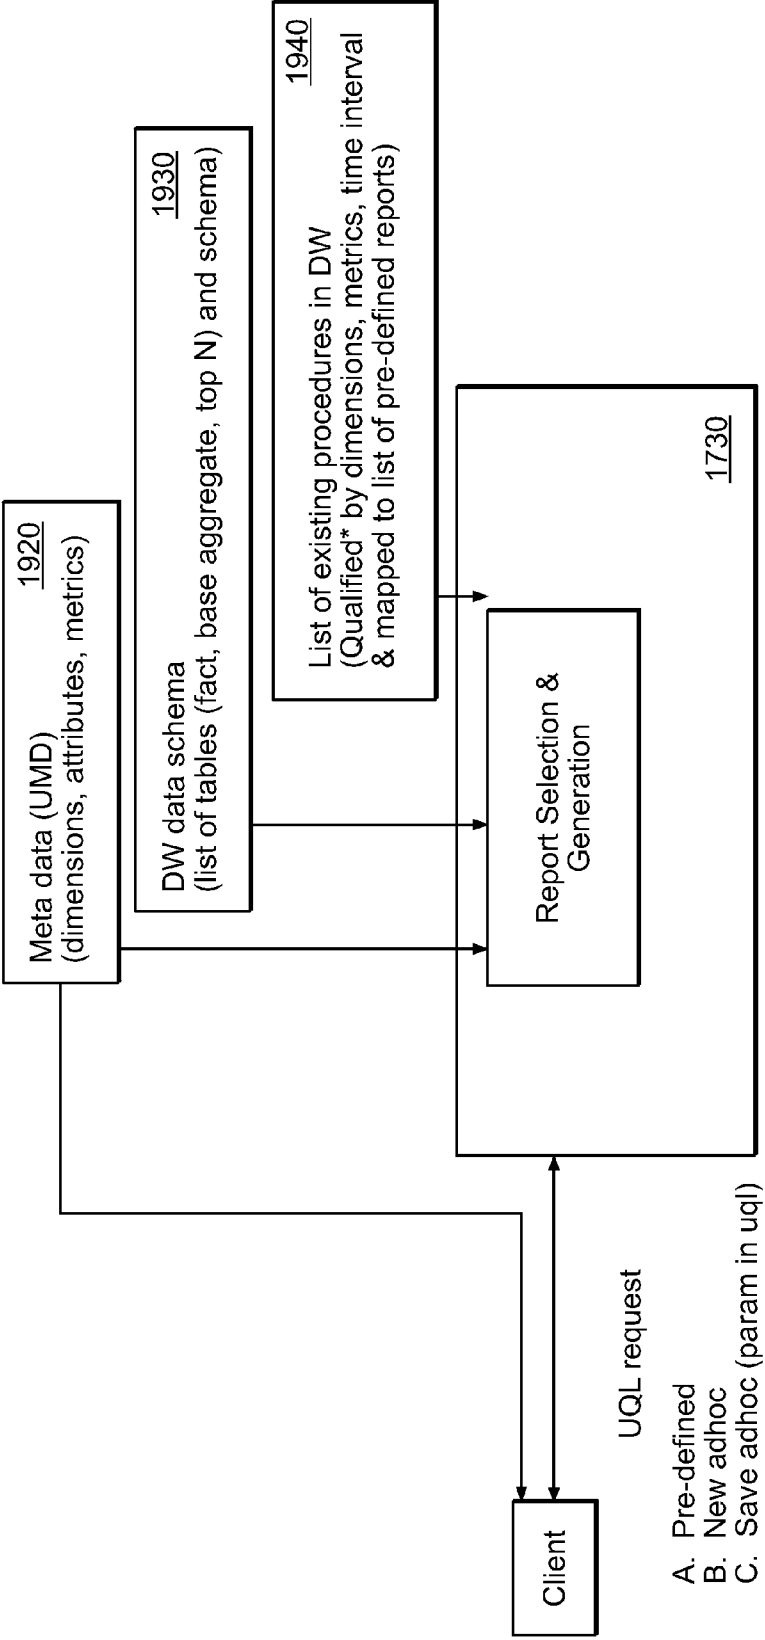 1920
Meta data (UMD)
(dimensions, attributes, metrics)
1930
DW data schema
(list of tables (fact, base aggregate, top N) and schema)
1940
List of existing procedures in DW
(Qualified* by dimensions, metrics, time interval
& mapped to list of pre-defined reports)
1730
Report Selection &
Generation
Client
UQL request
A. Pre-defined
B. New adhoc
C. Save adhoc (param in uql)